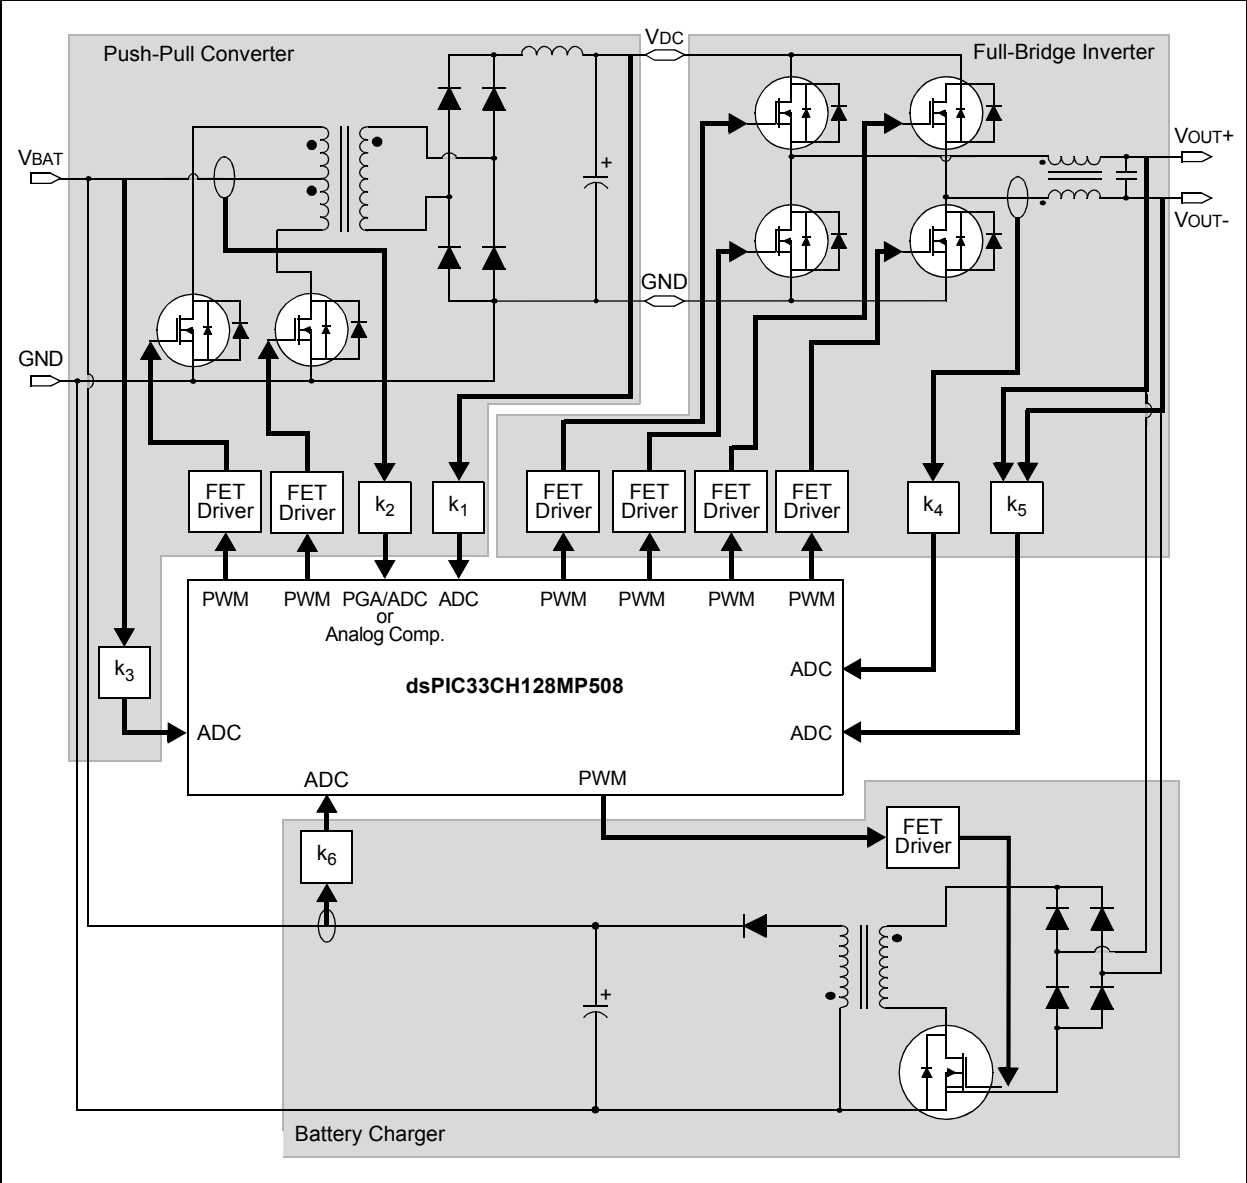 Push-Pull Converter
VDC
Full-Bridge Inverter
VBAT
+
VOUT+
VOUT-
GND
GND
FET
Driver
FET
Driver
k2
k1
FET
Driver
FET
Driver
FET
Driver
FET
Driver
k4
k5
PWM
PWM
PGA/ADC
or
Analog Comp.
ADC
PWM
PWM
PWM
PWM
k3
ADC
dsPIC33CH128MP508
ADC
ADC
ADC
PWM
k6
FET
Driver
+
Battery Charger